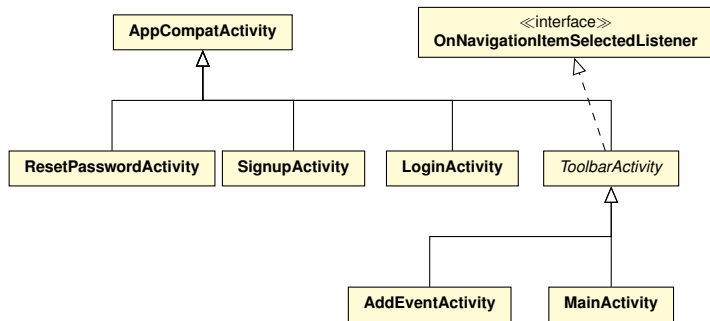 AppCompatActivity
≪interface≫
OnNavigationItemSelectedListener
ResetPasswordActivity
SignupActivity
LoginActivity
ToolbarActivity
AddEventActivity
MainActivity